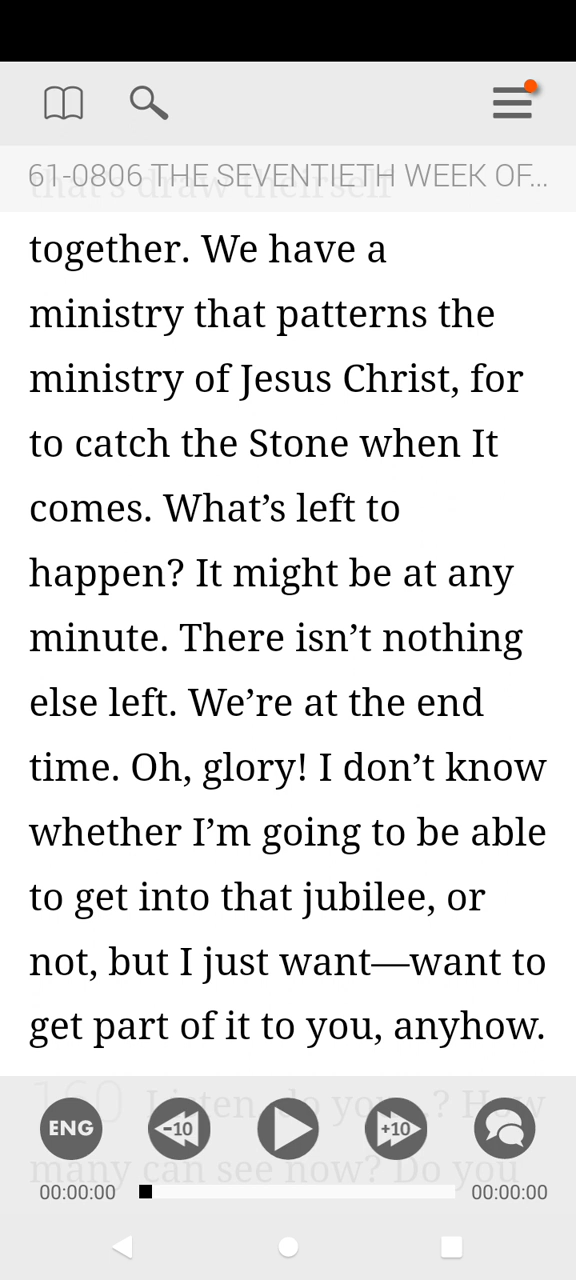 61-0806 THE SEVENTIETH WEEK OF...
that's draw theirself
together. We have a
ministry that patterns the
ministry of Jesus Christ, for
to catch the Stone when It
comes. What’s left to
happen? It might be at any
minute. There isn’t nothing
else left. We’re at the end
time. Oh, glory! I don’t know
whether I’m going to be able
to get into that jubilee, or
not, but I just want—want to
get part of it to you, anyhow.
160 Listen, do you...? How
ENG -10 +10
many can see now? Do you
00:00:00 00:00:00